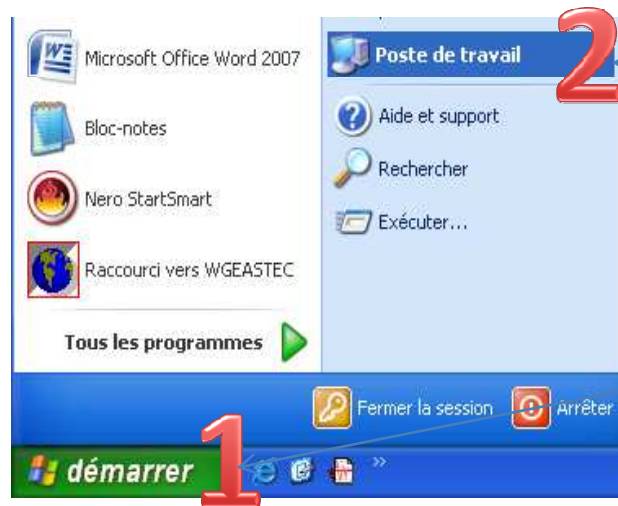 Microsoft Office Word 2007
Bloc-notes
Nero StartSmart
Raccourci vers WGEASTEC
Tous les programmes
Poste de travail
2
Aide et support
Rechercher
Exécuter...
Fermer la session
Arrêter
démarrer
1